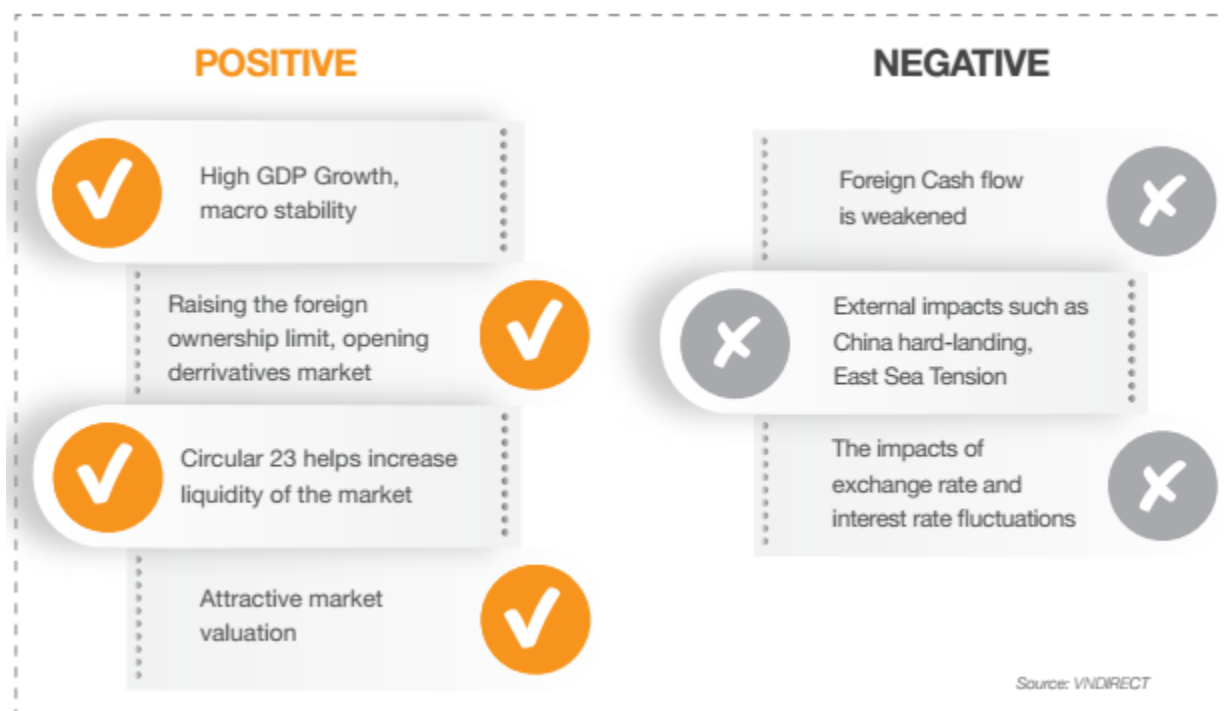 POSITIVE
High GDP Growth,
macro stability
Raising the foreign
ownership limit, opening
derrivatives market
Circular 23 helps increase
liquidity of the market
Attractive market
valuation
NEGATIVE
Foreign Cash flow
is weakened
External impacts such as
China hard-landing,
East Sea Tension
The impacts of
exchange rate and
interest rate fluctuations
Source: VNDIRECT